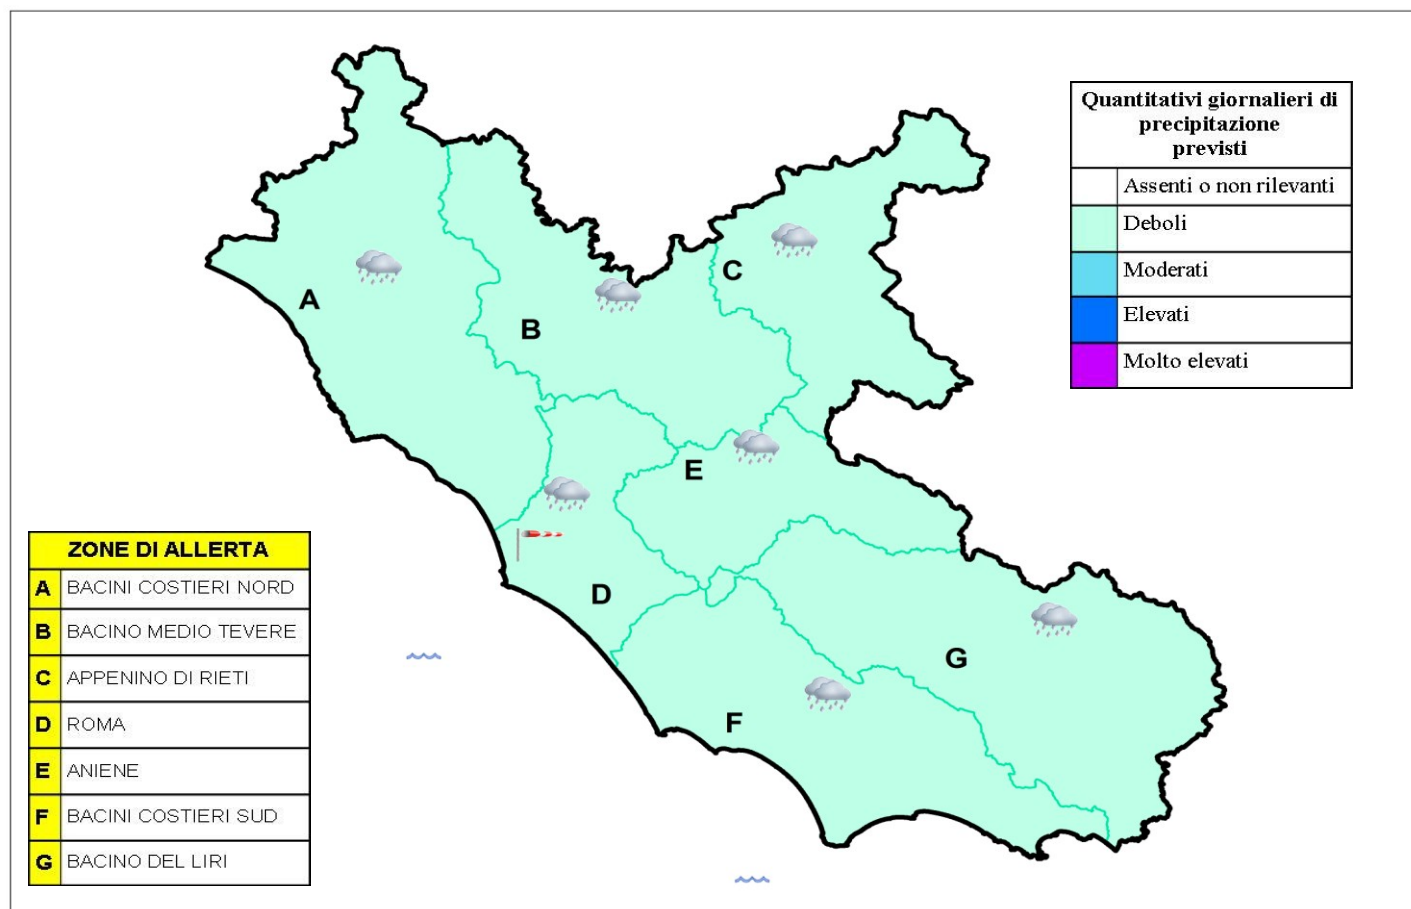 Quantitativi giornalieri di
precipitazione
previsti
Assenti o non rilevanti
Deboli
Moderati
Elevati
Molto elevati
A
B
C
D
E
F
G
ZONE DI ALLERTA
A BACINI COSTIERI NORD
B BACINO MEDIO TEVERE
C APPENINO DI RIETI
D ROMA
E ANIENE
F BACINI COSTIERI SUD
G BACINO DEL LIRI